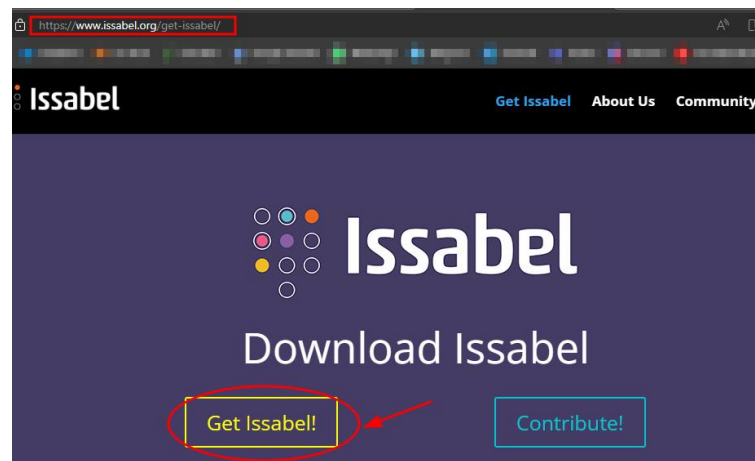 https://www.issabel.org/get-issabel/
Issabel
Get Issabel About Us Community
Issabel
Download Issabel
Get Issabel!
Contribute!